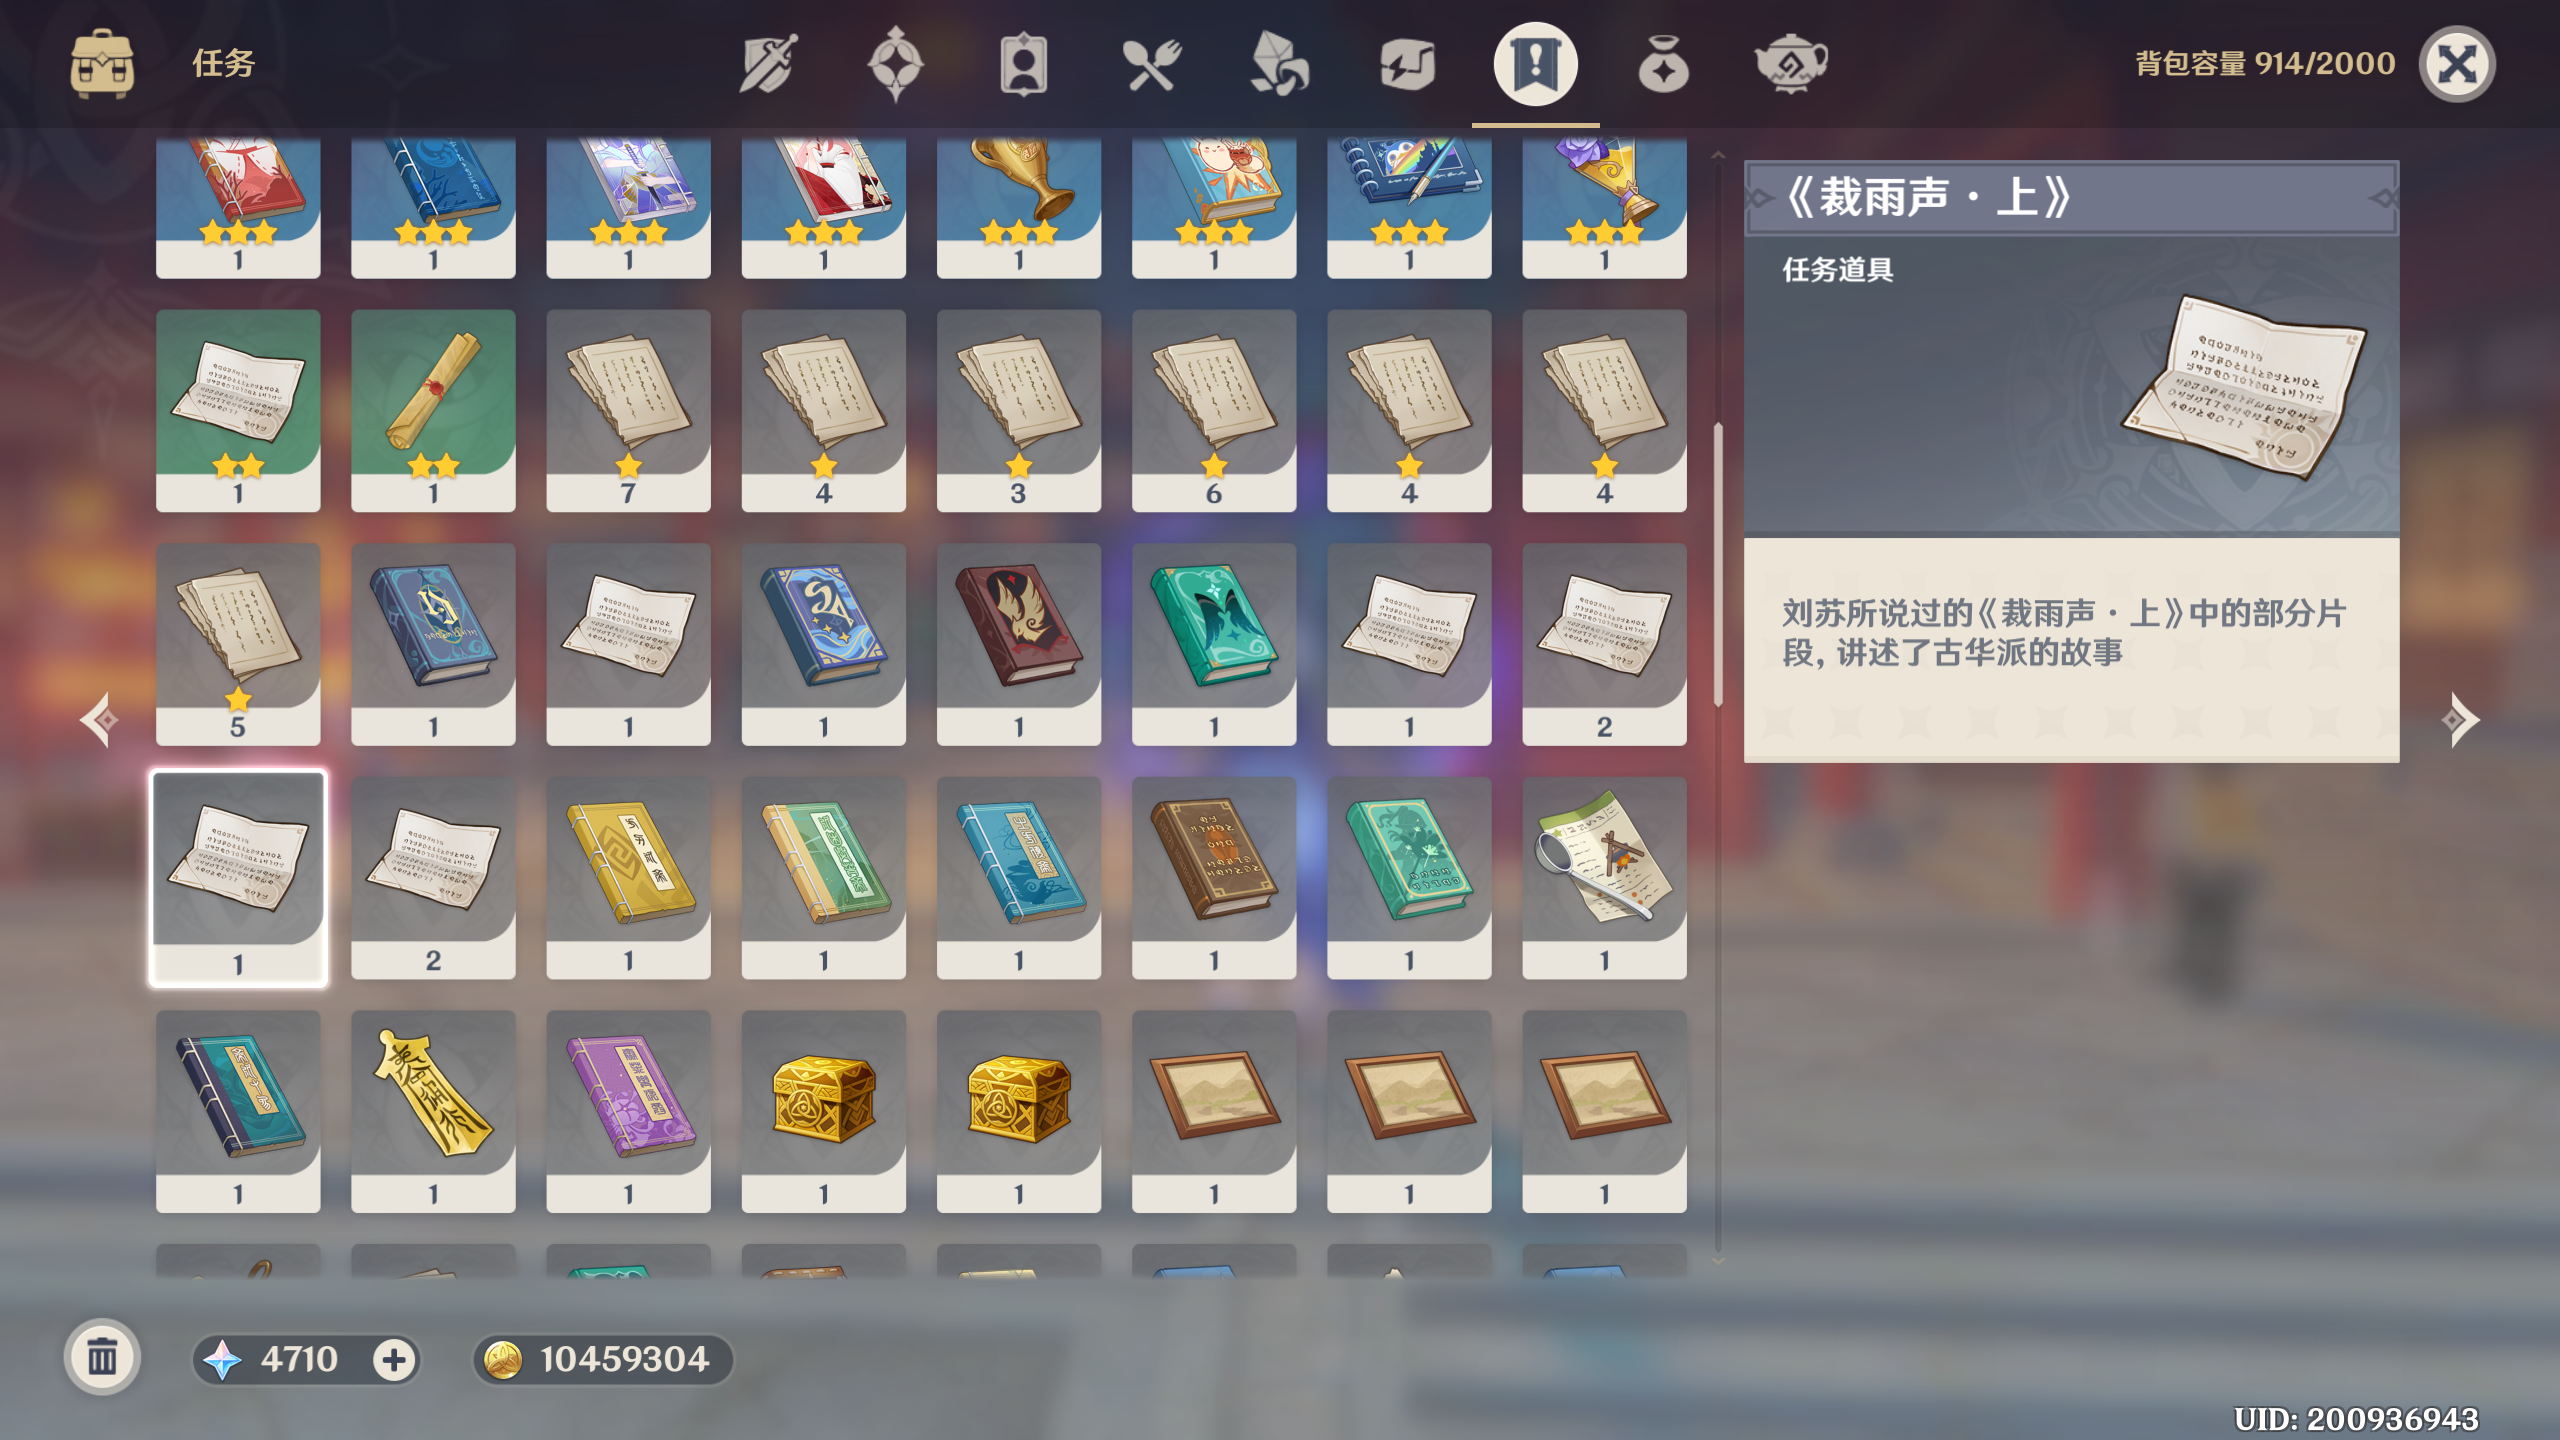 任务
背包容量 914/2000
《裁雨声·上》
任务道具
刘苏所说过的《裁雨声·上》中的部分片
段，讲述了古华派的故事
1 1 1 1 1 1 1 1
1 1 7 4 3 6 4 4
5 1 1 1 1 1 1 2
1 2 1 1 1 1 1 1
1 1 1 1 1 1 1 1
4710
10459304
UID: 200936943